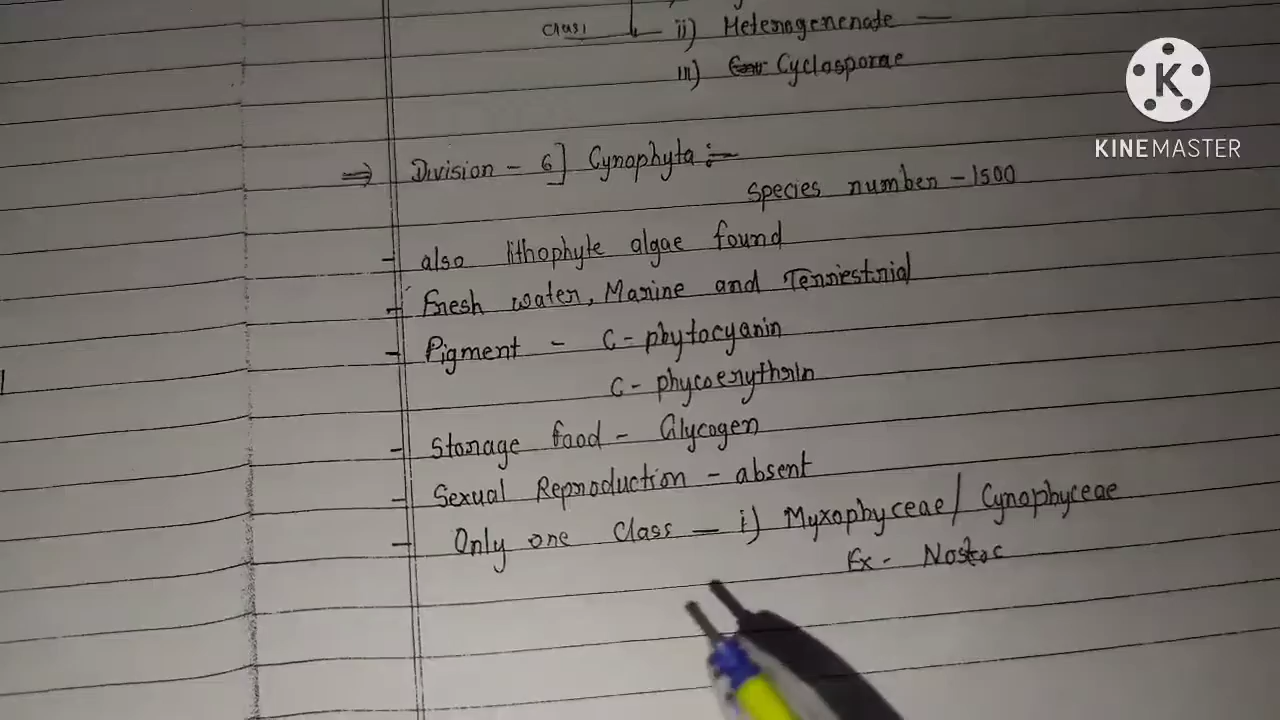 class ii) Heterogenerate —
iii) Cyclosporae
⇒ Division - 6] Cynophyta :-
species number - 1500
- also lithophyte algae found
- Fresh water, Marine and Terriestrial
- Pigment - C - phytocyanin
C - phycoerythrin
- Storage food - Glycogen
- Sexual Reproduction - absent
- Only one Class — i) Myxophyceae/ Cynophyceae
Ex - Nostoc
K
KINEMASTER